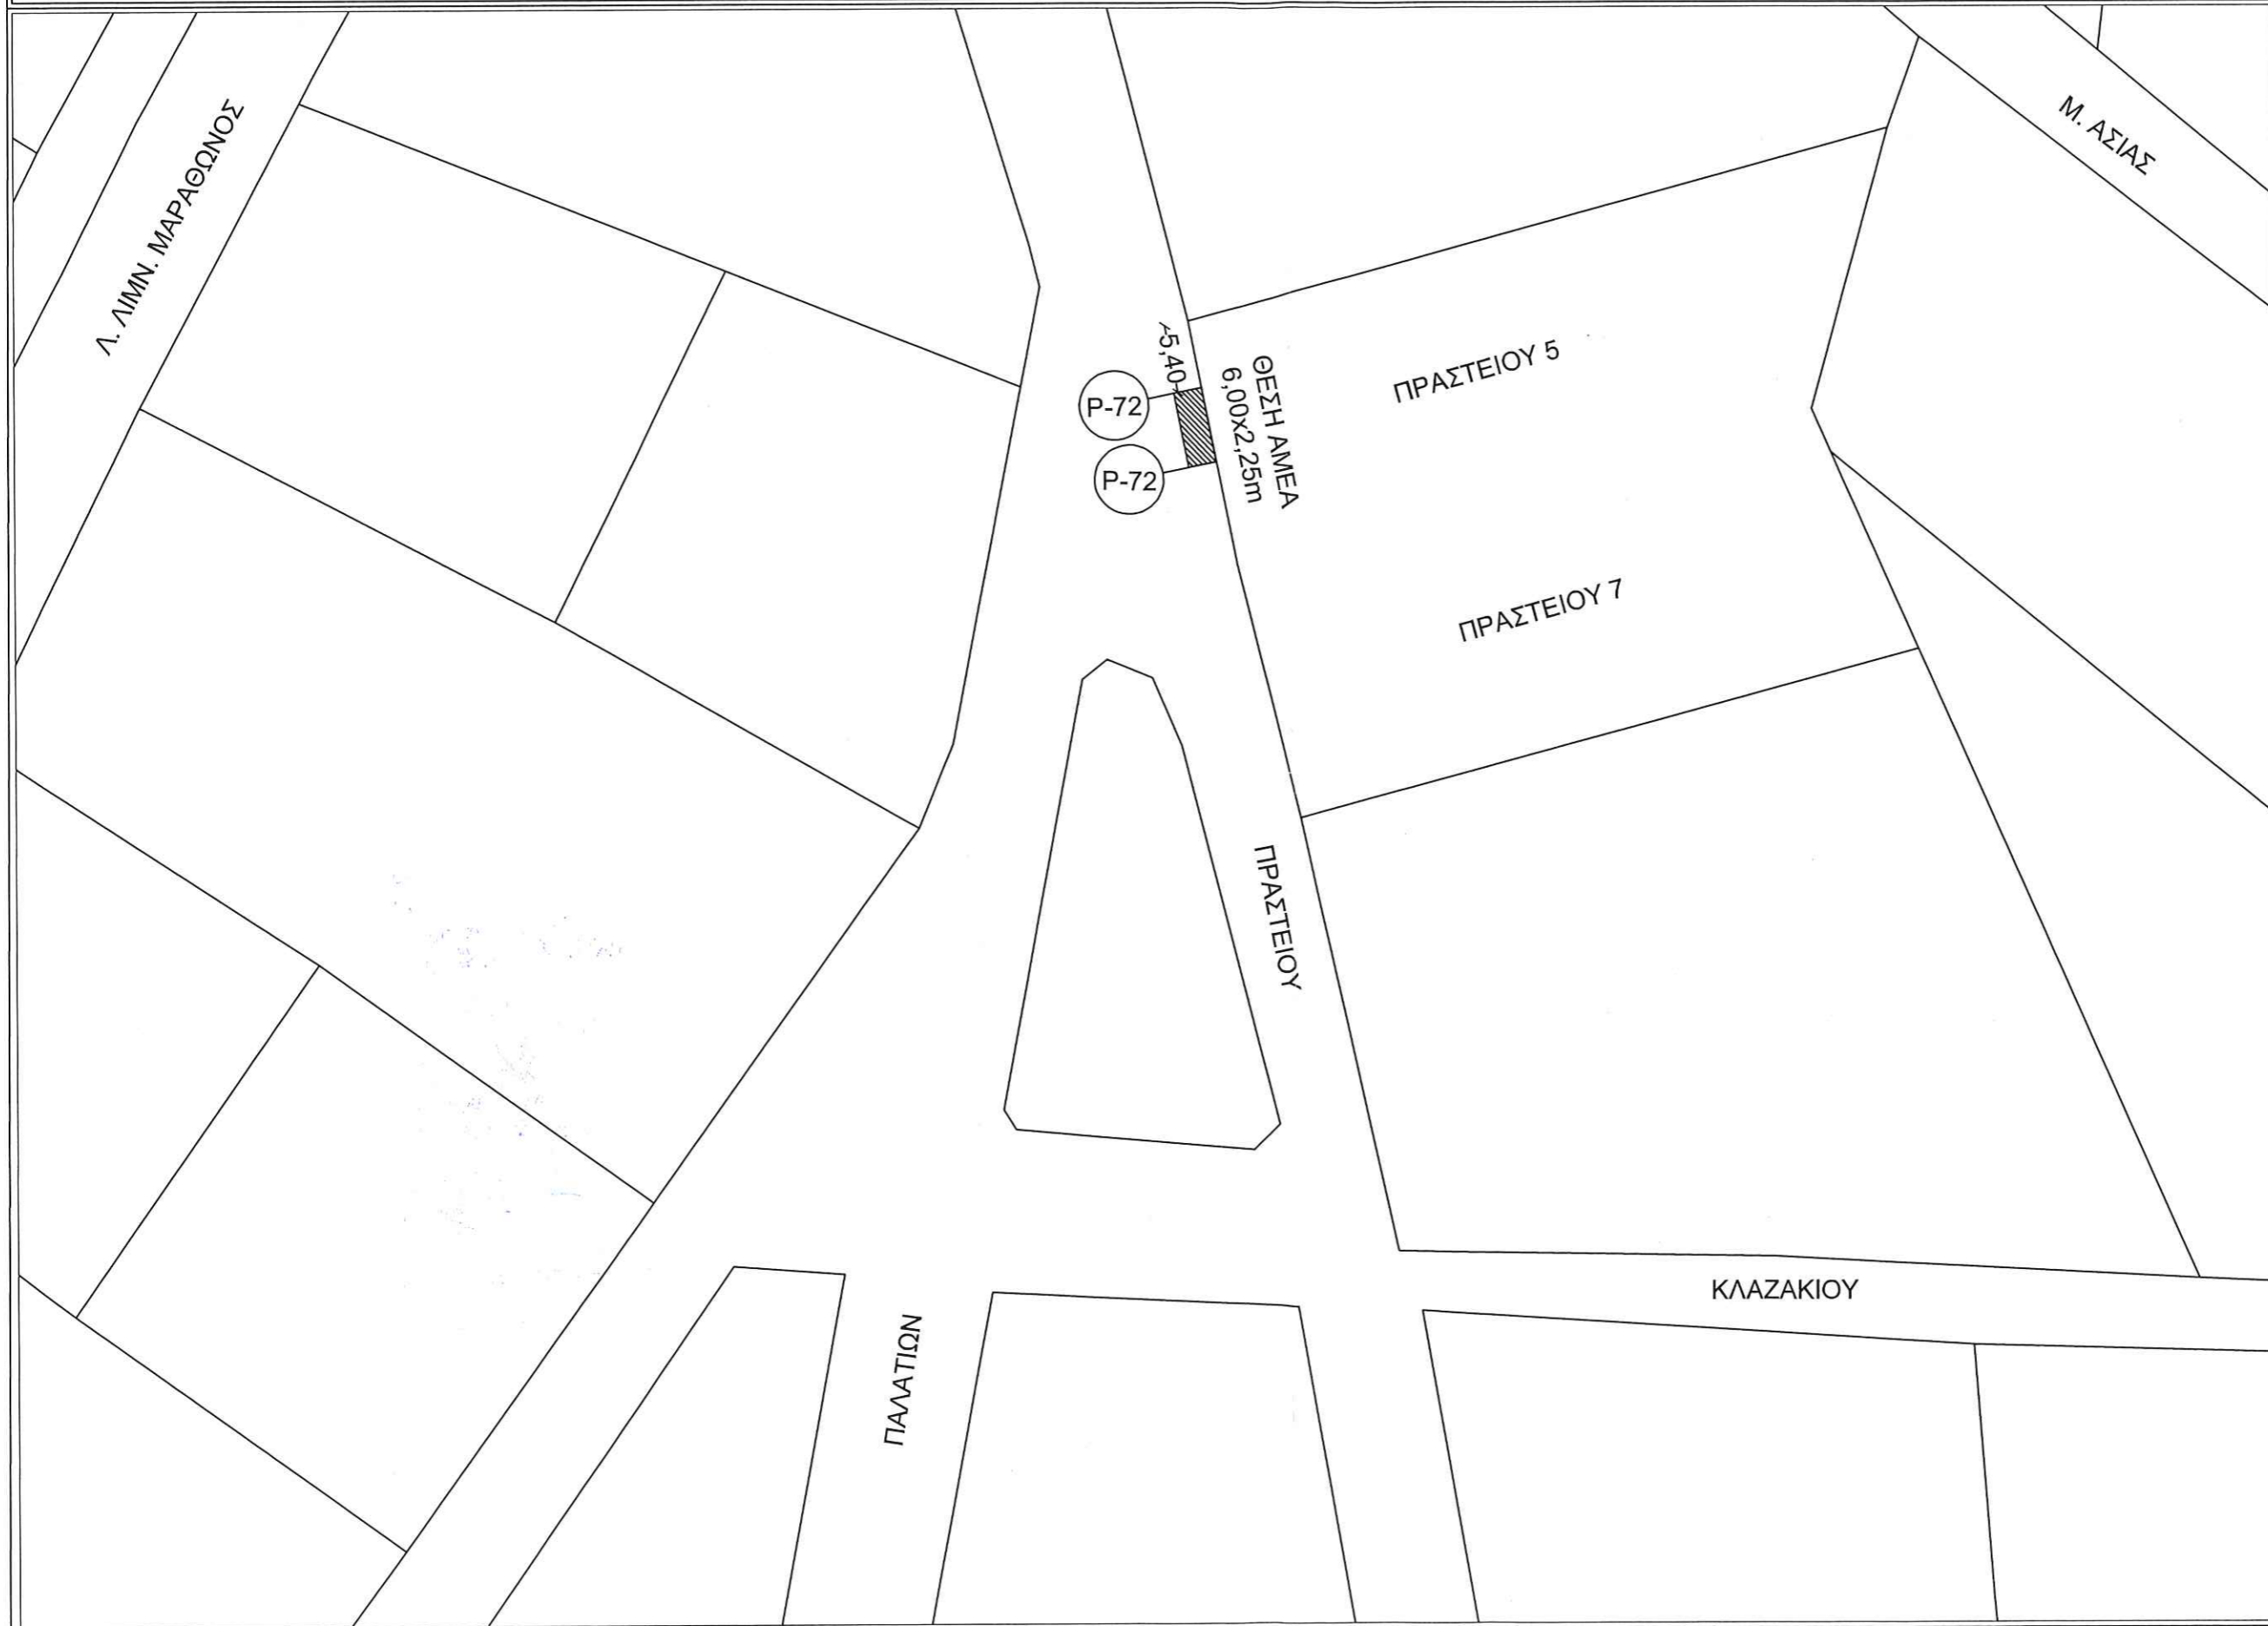 Λ. ΛΙΜΝ. ΜΑΡΑΘΩΝΟΣ
Μ. ΑΣΙΑΣ
5,40
ΘΕΣΗ ΑΜΕΑ
6,00x2,25m
P-72
P-72
ΠΡΑΣΤΕΙΟΥ 5
ΠΡΑΣΤΕΙΟΥ 7
ΠΡΑΣΤΕΙΟΥ
ΚΛΑΖΑΚΙΟΥ
ΠΑΛΑΤΙΩΝ